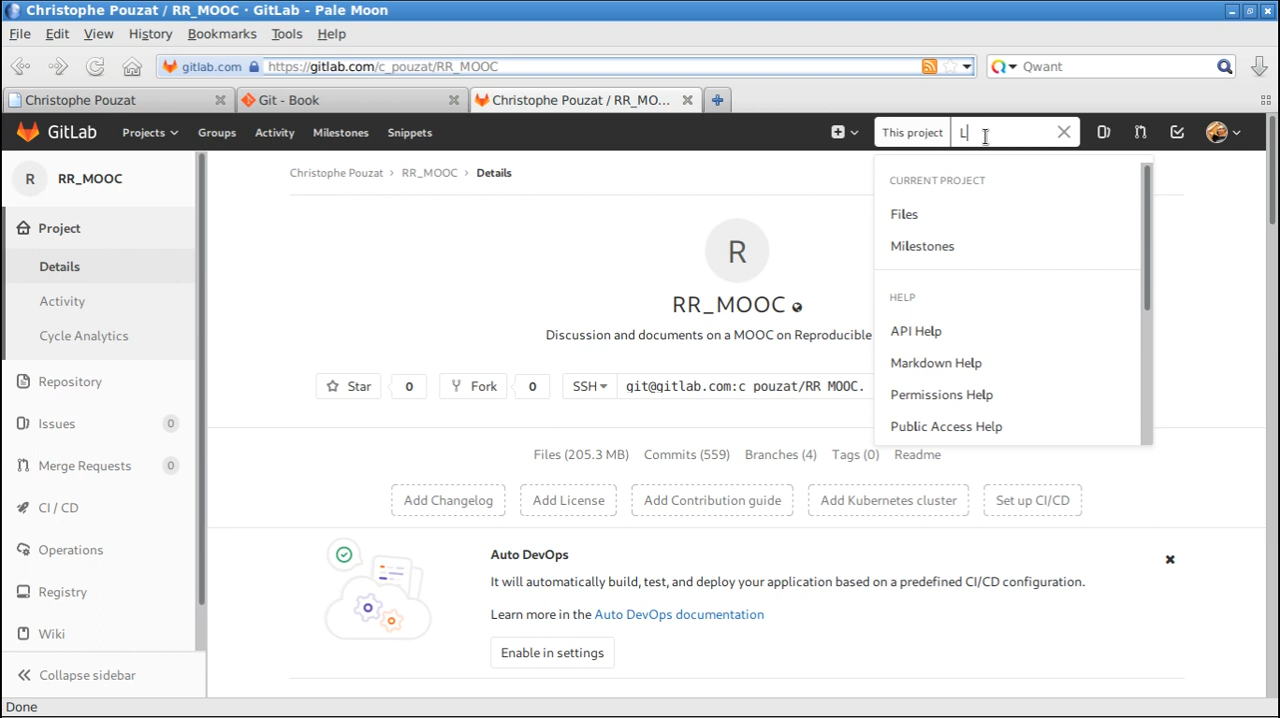 Christophe Pouzat / RR_MOOC · GitLab - Pale Moon
File Edit View History Bookmarks Tools Help
gitlab.com https://gitlab.com/c_pouzat/RR_MOOC Qwant
Christophe Pouzat Git - Book Christophe Pouzat / RR_MO...
GitLab Projects Groups Activity Milestones Snippets This project L
R RR_MOOC
Christophe Pouzat > RR_MOOC > Details
CURRENT PROJECT
Files
Milestones
HELP
API Help
Markdown Help
Permissions Help
Public Access Help
Project
Details
Activity
Cycle Analytics
Repository
Issues 0
Merge Requests 0
CI / CD
Operations
Registry
Wiki
Collapse sidebar
R
RR_MOOC
Discussion and documents on a MOOC on Reproducible
Star 0 Fork 0 SSH git@gitlab.com:c_pouzat/RR_MOOC.
Files (205.3 MB) Commits (559) Branches (4) Tags (0) Readme
Add Changelog Add License Add Contribution guide Add Kubernetes cluster Set up CI/CD
Auto DevOps
It will automatically build, test, and deploy your application based on a predefined CI/CD configuration.
Learn more in the Auto DevOps documentation
Enable in settings
Done